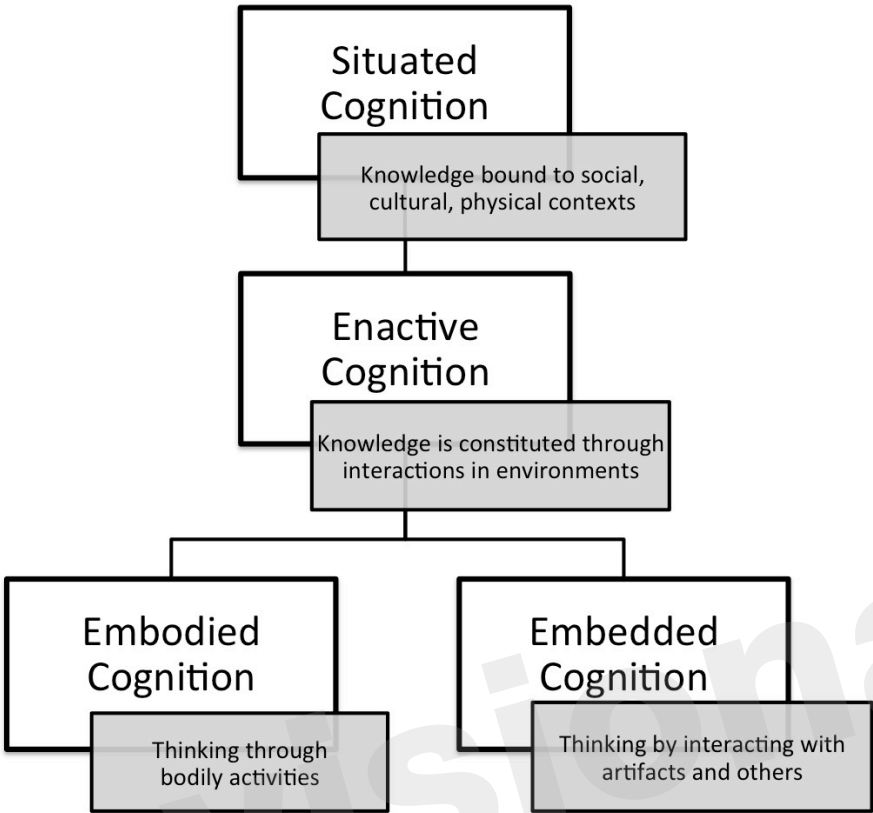 Situated
Cognition
Knowledge bound to social,
cultural, physical contexts
Enactive
Cognition
Knowledge is constituted through
interactions in environments
Embodied
Cognition
Embedded
Cognition
Thinking through
bodily activities
Thinking by interacting with
artifacts and others
visiona